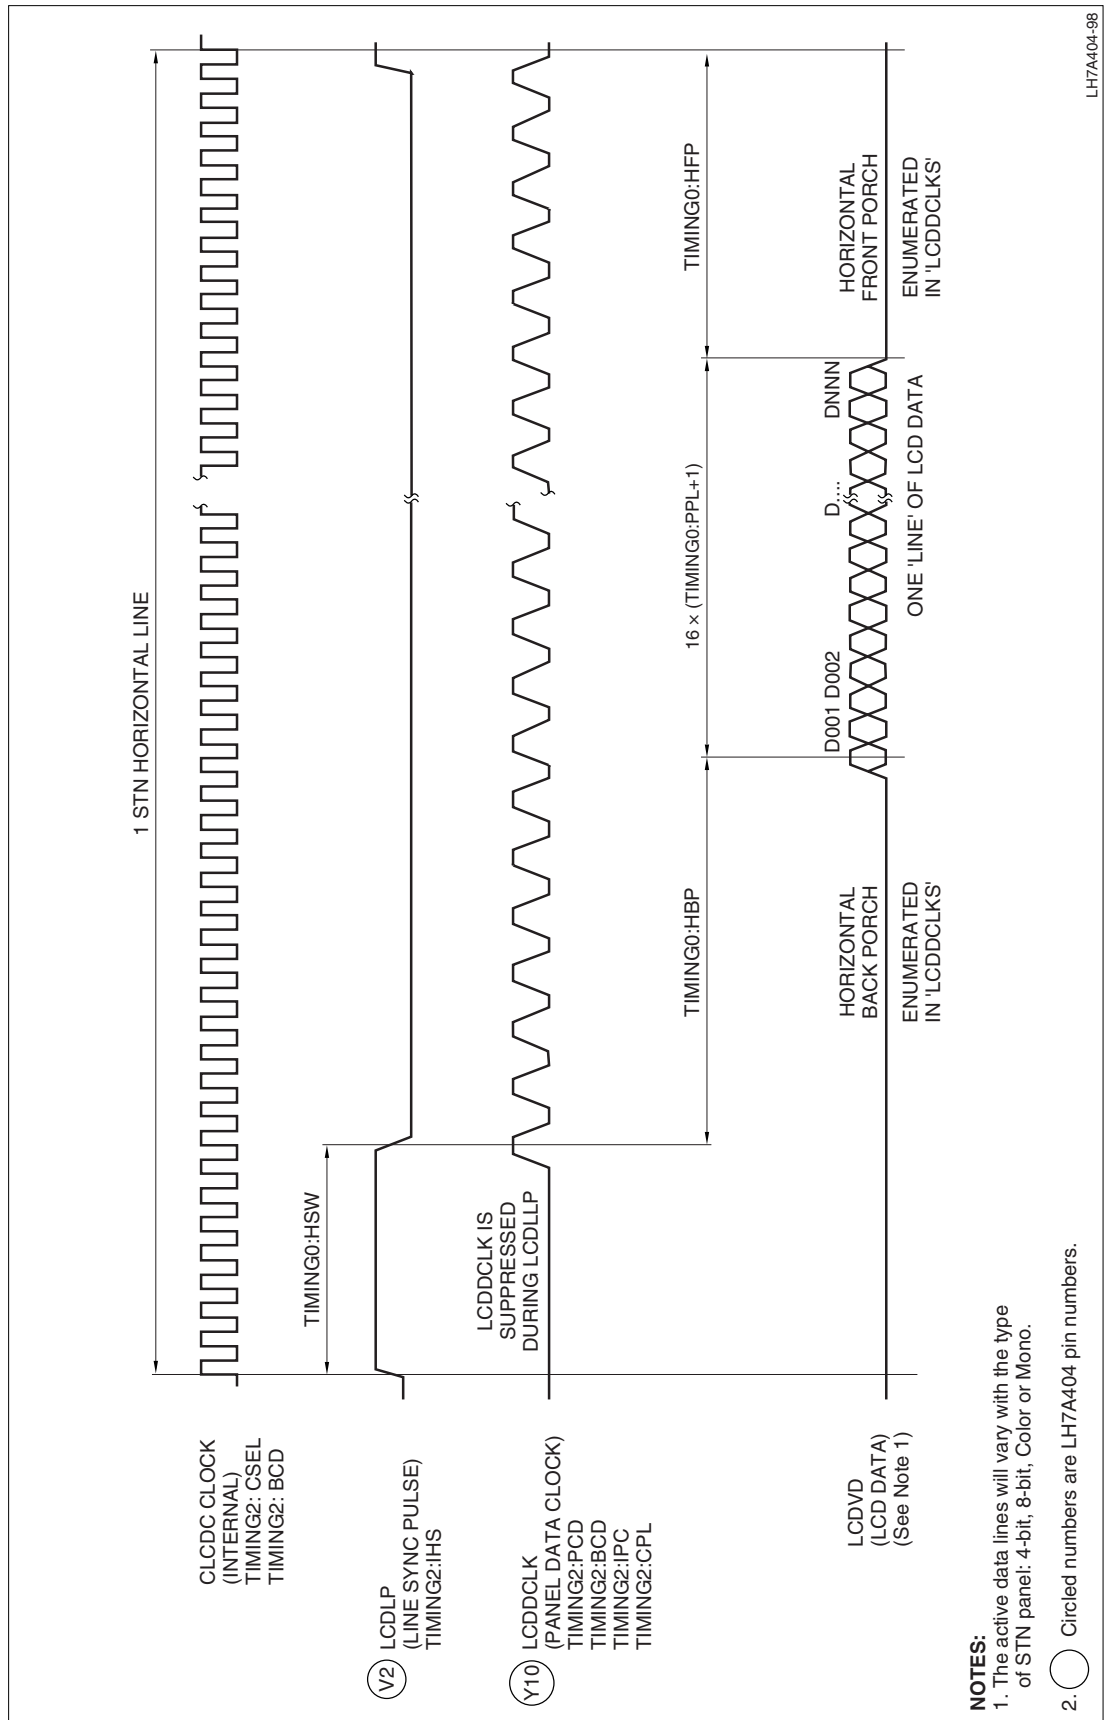 1 STN HORIZONTAL LINE
CLCDC CLOCK
(INTERNAL)
TIMING2: CSEL
TIMING2: BCD
TIMING0:HSW
V2
LCDLP
(LINE SYNC PULSE)
TIMING2:IHS
LCDDCLK IS
SUPPRESSED
DURING LCDLLP
Y10
LCDDCLK
(PANEL DATA CLOCK)
TIMING2:PCD
TIMING2:BCD
TIMING2:IPC
TIMING2:CPL
TIMING0:HBP
16 × (TIMING0:PPL+1)
TIMING0:HFP
LCDVD
(LCD DATA)
(See Note 1)
HORIZONTAL
BACK PORCH
ENUMERATED
IN 'LCDDCLKS'
D001 D002
D....
DNNN
ONE 'LINE' OF LCD DATA
HORIZONTAL
FRONT PORCH
ENUMERATED
IN 'LCDDCLKS'
NOTES:
1. The active data lines will vary with the type
of STN panel: 4-bit, 8-bit, Color or Mono.
2. Circled numbers are LH7A404 pin numbers.
LH7A404-98